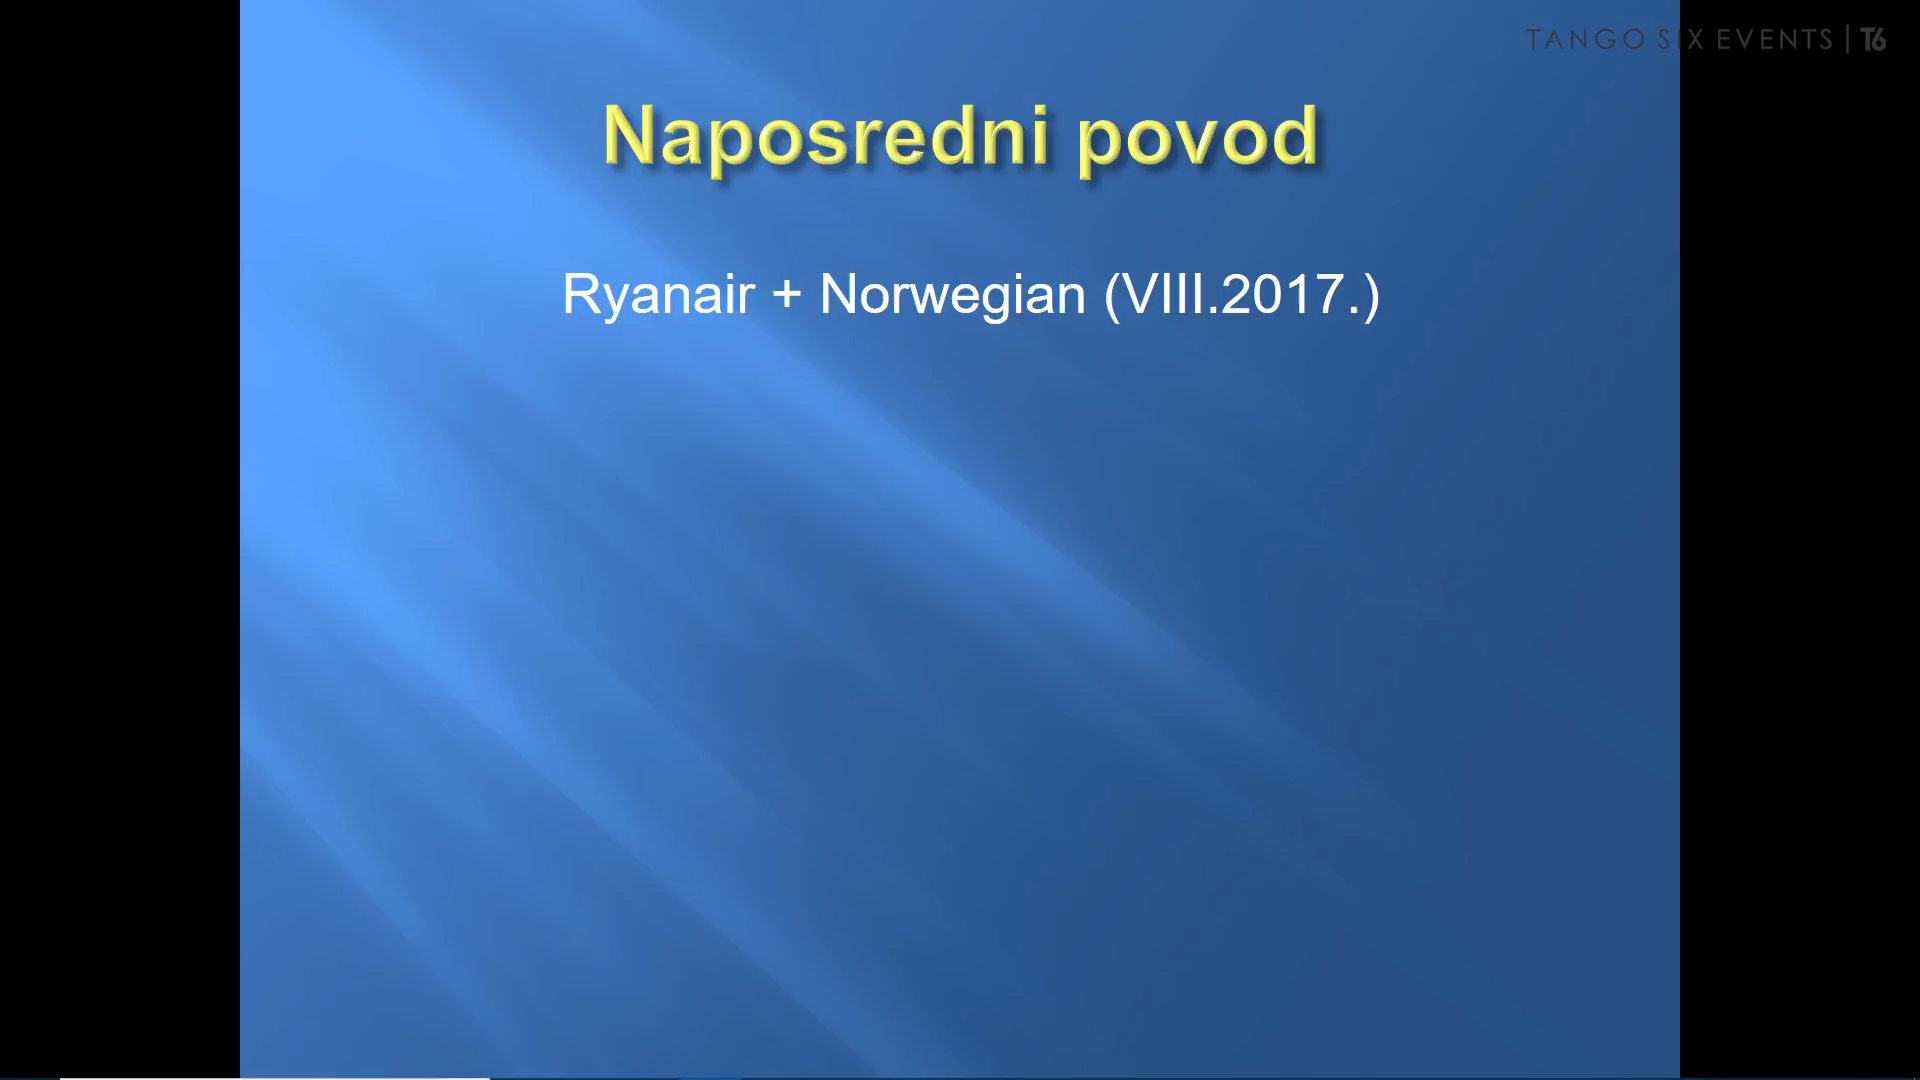 TANGO SIX EVENTS | T6
Naposredni povod
Ryanair + Norwegian (VIII.2017.)